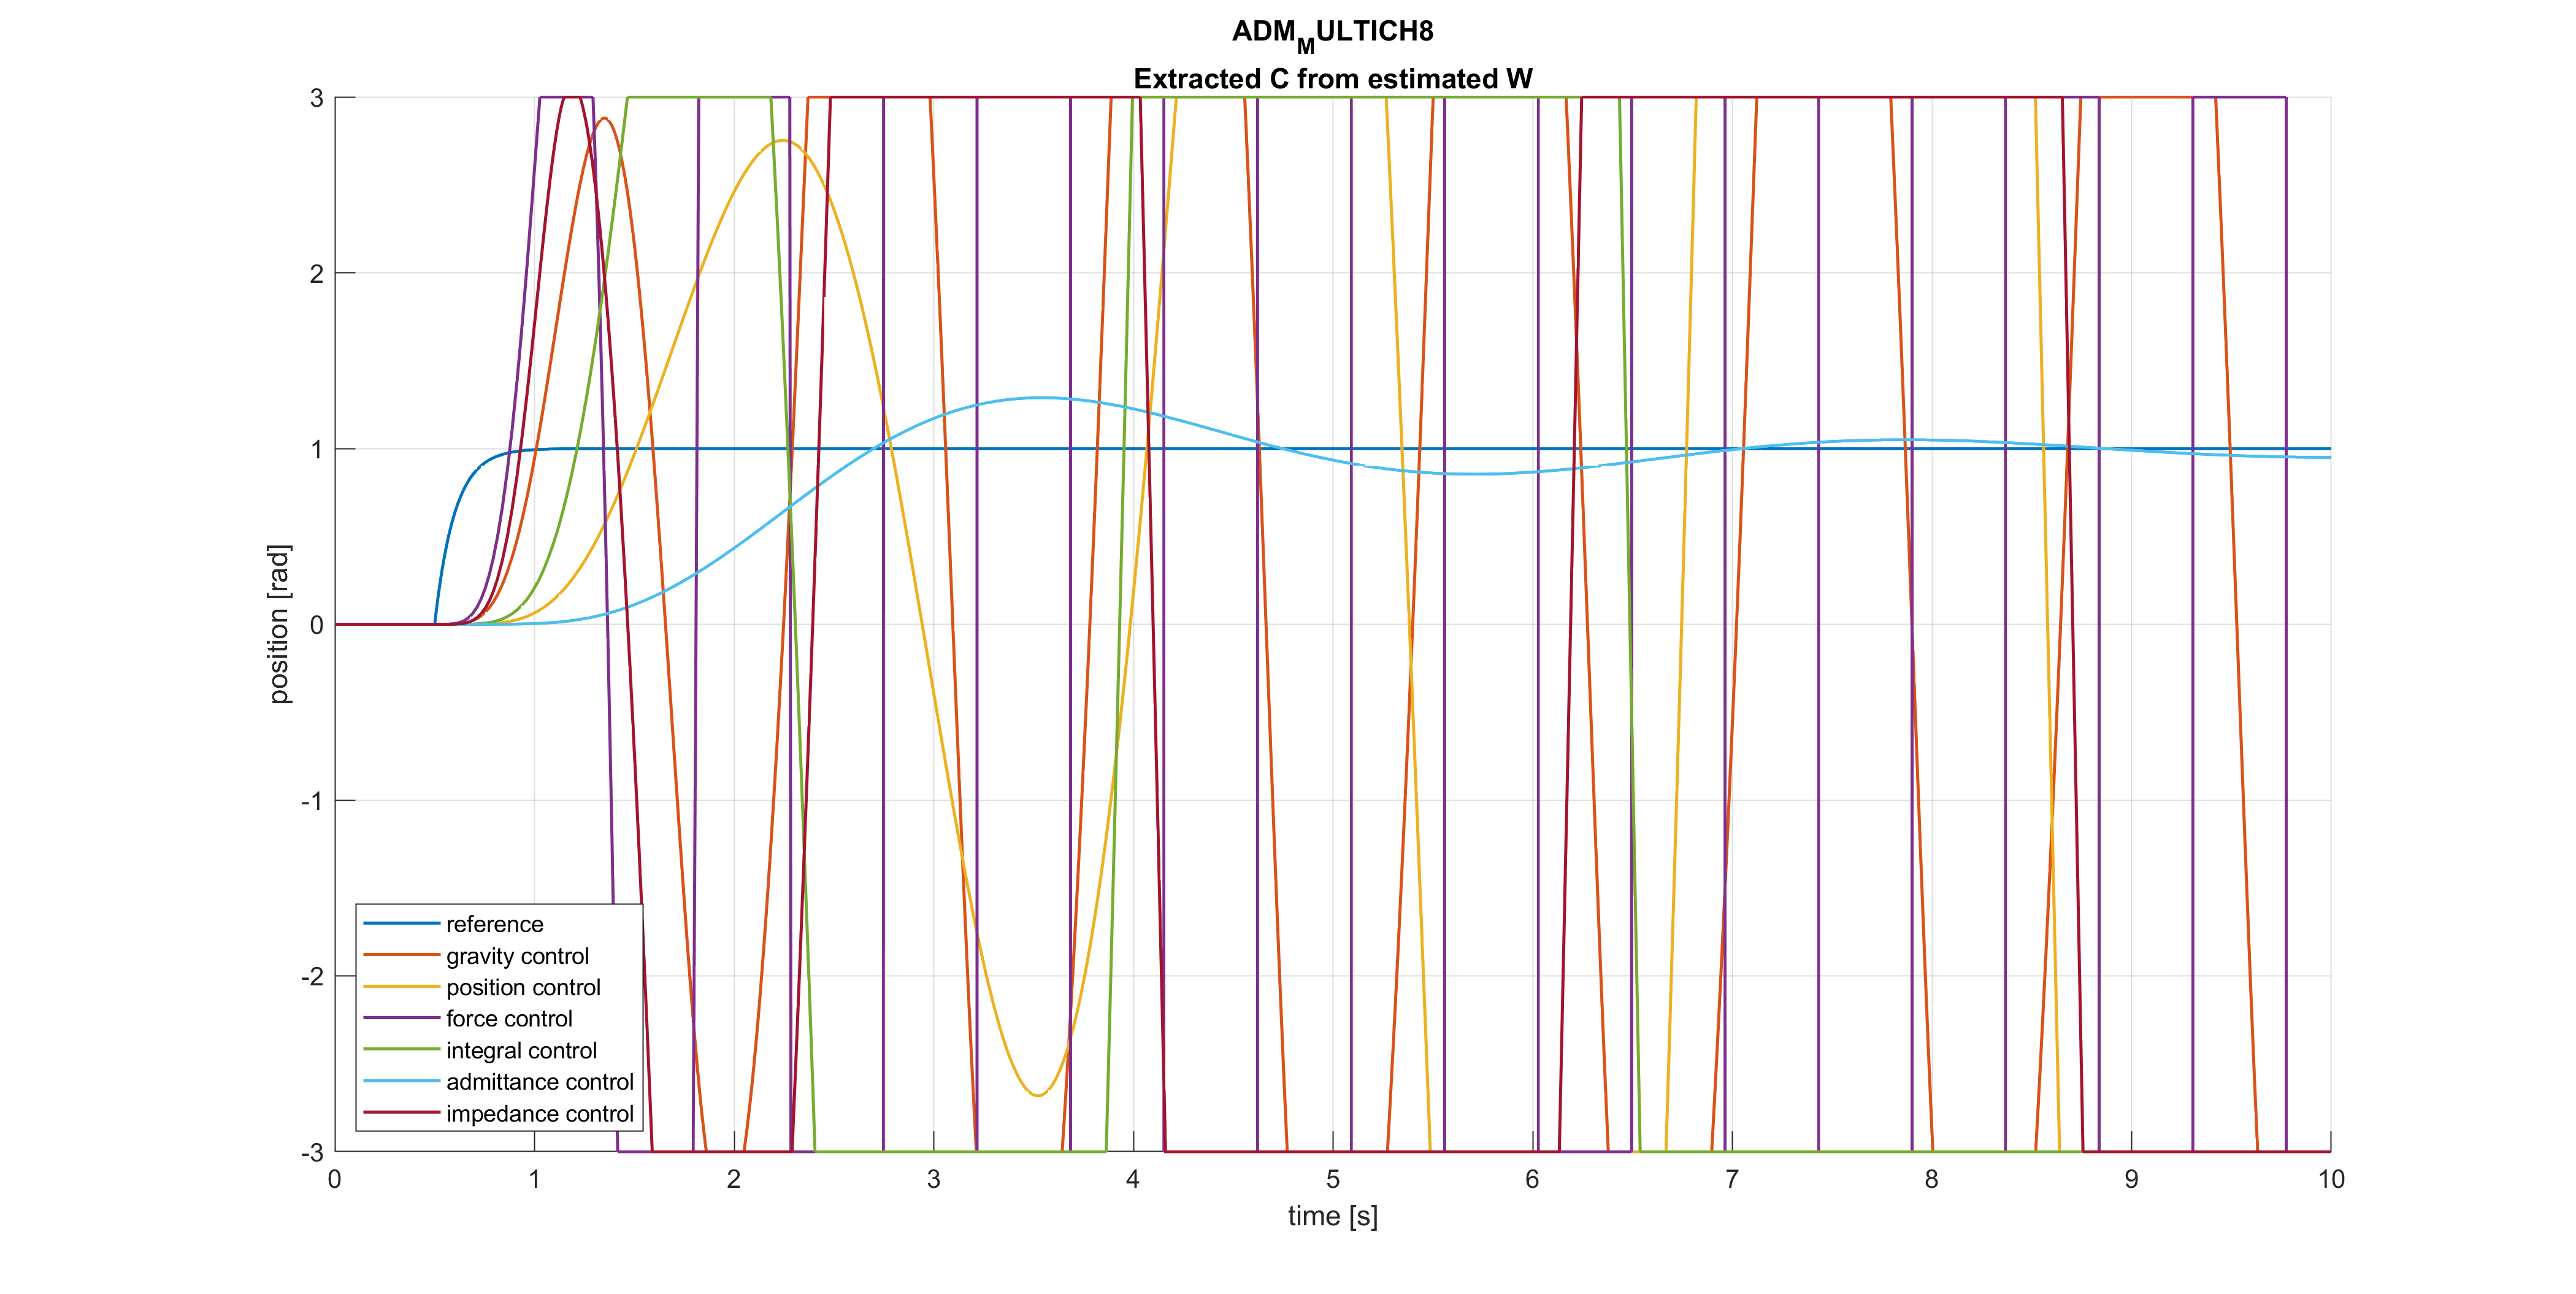 ADM_MULTICH8
Extracted C from estimated W
3
2
1
0
-1
-2
-3
position [rad]
reference
gravity control
position control
force control
integral control
admittance control
impedance control
0 1 2 3 4 5 6 7 8 9 10
time [s]